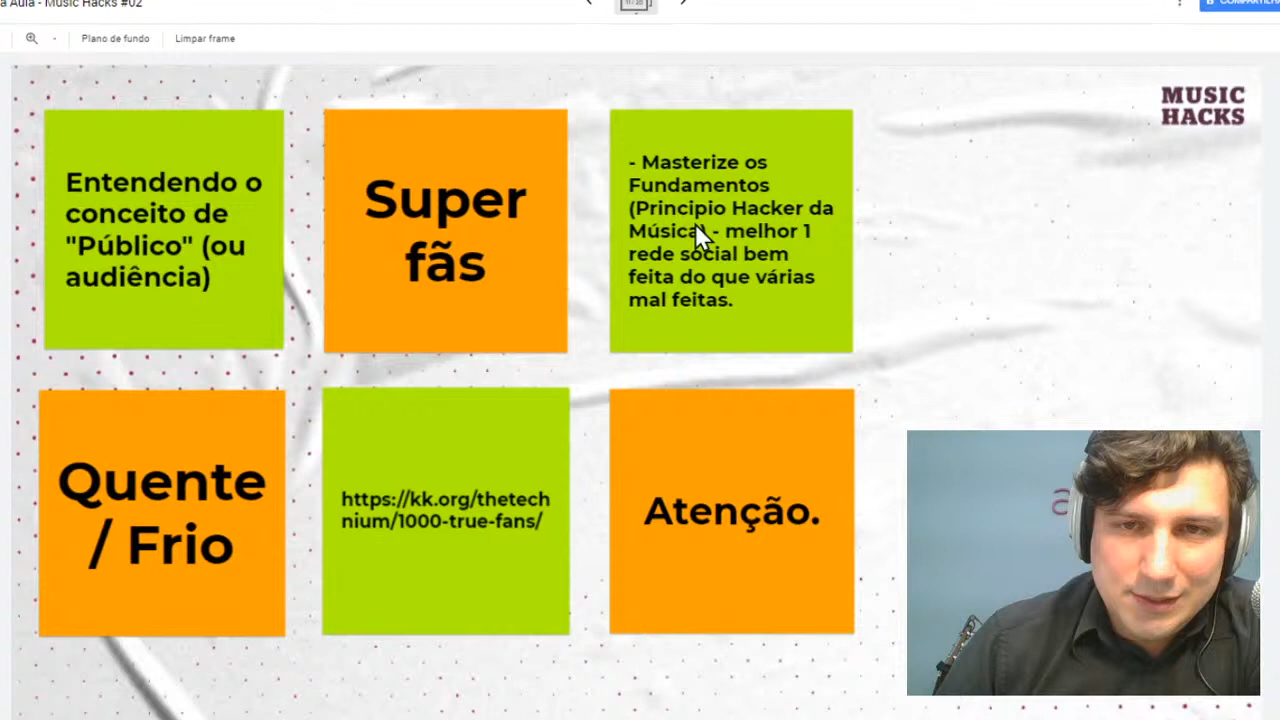 a Aula - Music Hacks #02
Plano de fundo
Limpar frame
MUSIC
HACKS
Entendendo o
conceito de
"Público" (ou
audiência)
Super
fãs
- Masterize os
Fundamentos
(Principio Hacker da
Música) - melhor 1
rede social bem
feita do que várias
mal feitas.
Quente
/ Frio
https://kk.org/thetech
nium/1000-true-fans/
Atenção.